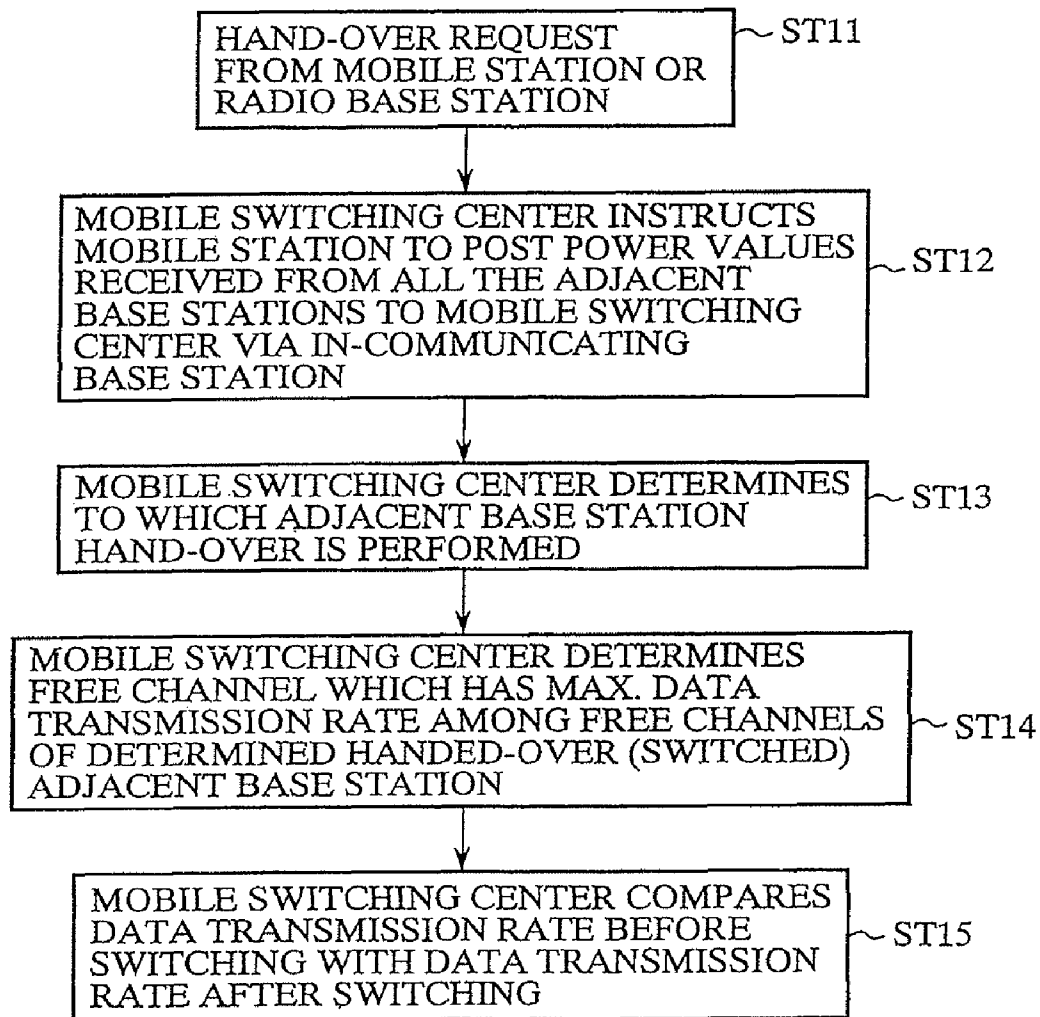 HAND-OVER REQUEST
FROM MOBILE STATION OR
RADIO BASE STATION
ST11
MOBILE SWITCHING CENTER INSTRUCTS
MOBILE STATION TO POST POWER VALUES
RECEIVED FROM ALL THE ADJACENT
BASE STATIONS TO MOBILE SWITCHING
CENTER VIA IN-COMMUNICATING
BASE STATION
ST12
MOBILE SWITCHING CENTER DETERMINES
TO WHICH ADJACENT BASE STATION
HAND-OVER IS PERFORMED
ST13
MOBILE SWITCHING CENTER DETERMINES
FREE CHANNEL WHICH HAS MAX. DATA
TRANSMISSION RATE AMONG FREE CHANNELS
OF DETERMINED HANDED-OVER (SWITCHED)
ADJACENT BASE STATION
ST14
MOBILE SWITCHING CENTER COMPARES
DATA TRANSMISSION RATE BEFORE
SWITCHING WITH DATA TRANSMISSION
RATE AFTER SWITCHING
ST15